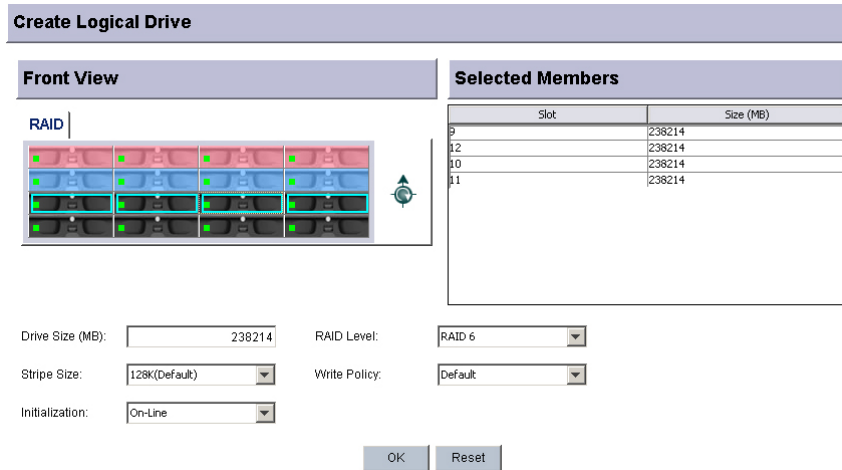 Create Logical Drive
Front View
RAID
Selected Members
Slot Size (MB)
9 238214
12 238214
10 238214
11 238214
Drive Size (MB): 238214 RAID Level: RAID 6
Stripe Size: 128K(Default) Write Policy: Default
Initialization: On-Line
OK Reset